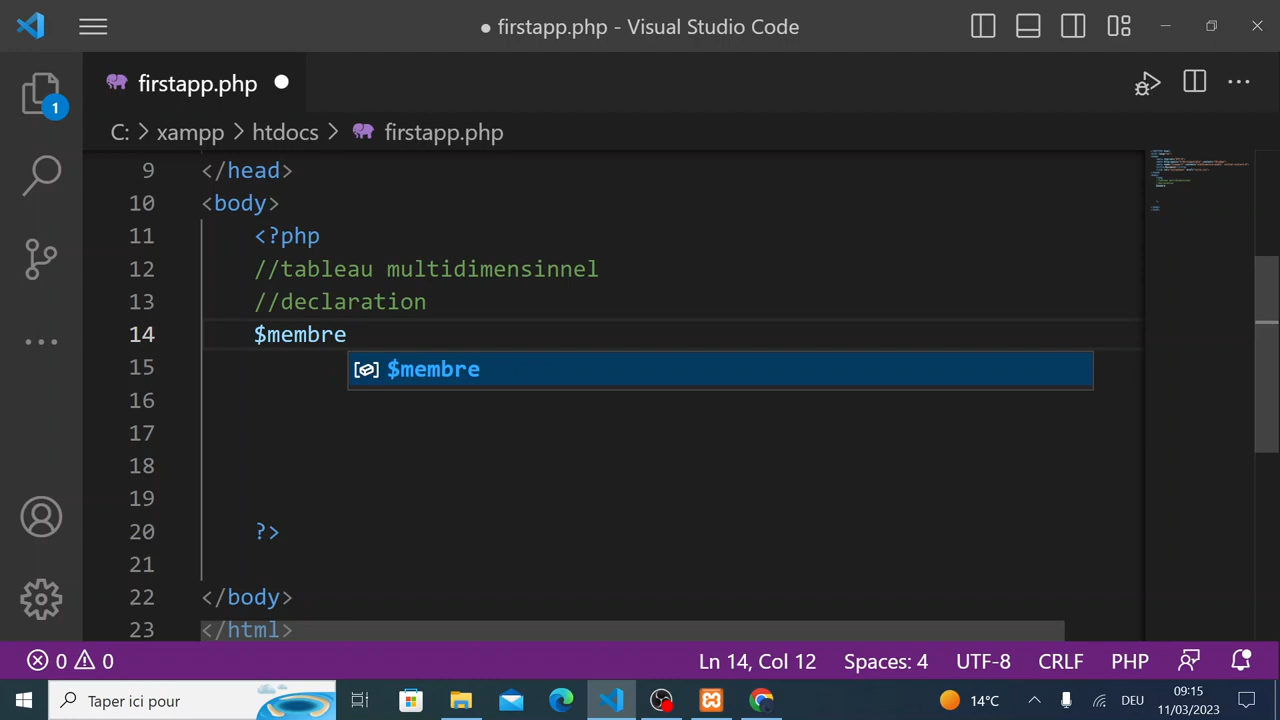 firstapp.php - Visual Studio Code
firstapp.php
1
C: > xampp > htdocs > firstapp.php
9 </head>
10 <body>
11 <?php
12 //tableau multidimensinnel
13 //declaration
14 $membre
$membre
15
16
17
18
19
20 ?>
21
22 </body>
23 </html>
0 0
Ln 14, Col 12
Spaces: 4
UTF-8
CRLF
PHP
Taper ici pour
14°C
DEU
09:15
11/03/2023